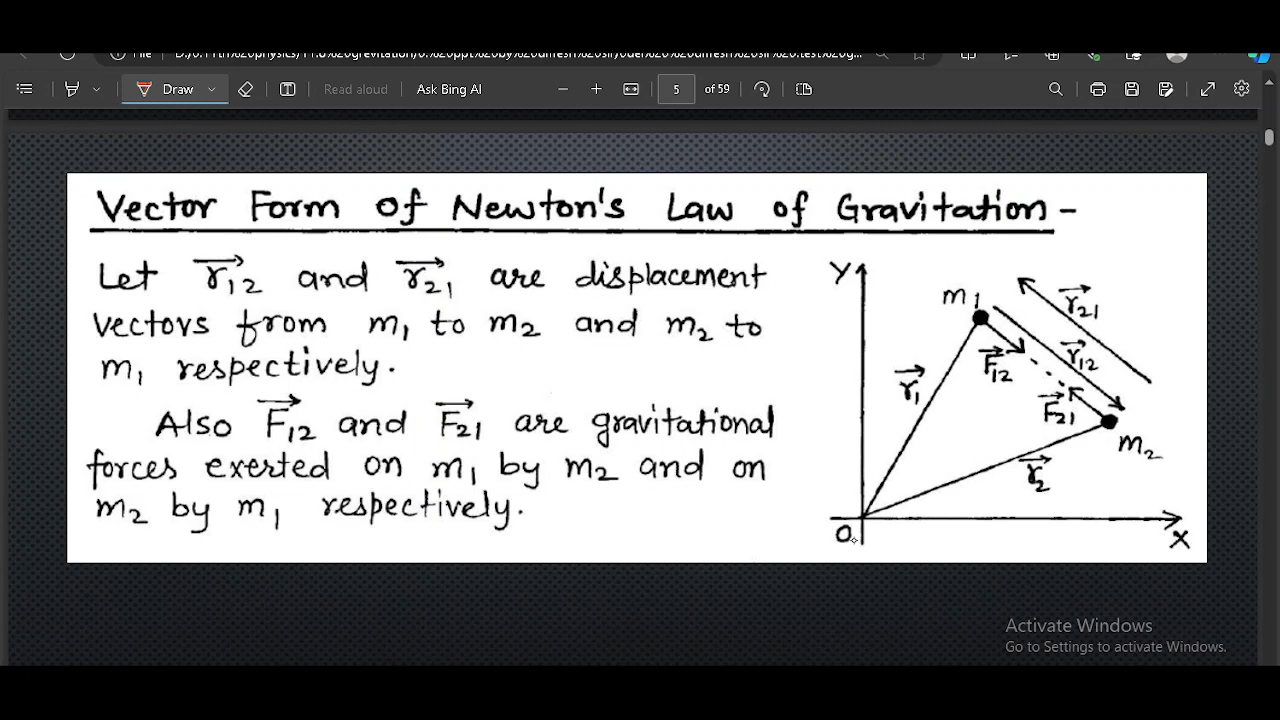 File
Draw
Read aloud
Ask Bing AI
5
of 59
Vector Form of Newton's Law of Gravitation -
Let r⃗₁₂ and r⃗₂₁ are displacement
vectors from m₁ to m₂ and m₂ to
m₁ respectively.
Also F⃗₁₂ and F⃗₂₁ are gravitational
forces exerted on m₁ by m₂ and on
m₂ by m₁ respectively.
Y
m₁
r⃗₂₁
r⃗₁₂
F⃗₁₂
r⃗₁
F⃗₂₁
m₂
r⃗₂
O
X
Activate Windows
Go to Settings to activate Windows.